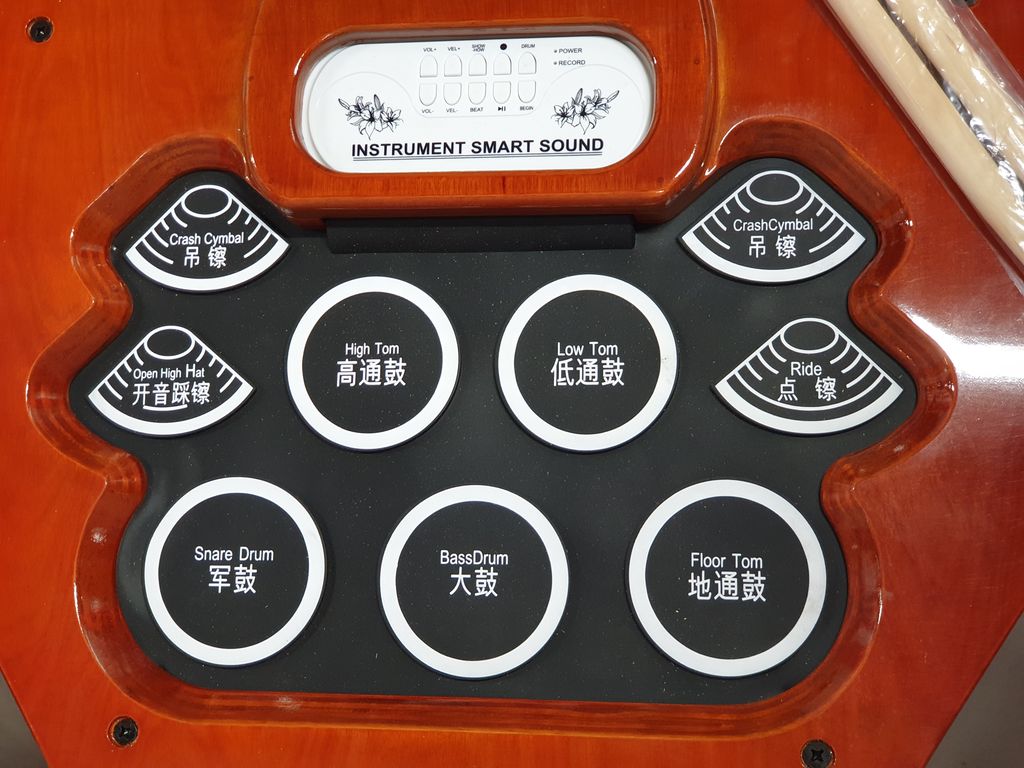 VOL+ VEL+ SHOW HOW DRUM
POWER
RECORD
VOL- VEL- BEAT BEGIN
INSTRUMENT SMART SOUND
Crash Cymbal
吊 镲
CrashCymbal
吊 镲
Open High Hat
开音踩镲
High Tom
高通鼓
Low Tom
低通鼓
Ride
点 镲
Snare Drum
军鼓
BassDrum
大鼓
Floor Tom
地通鼓